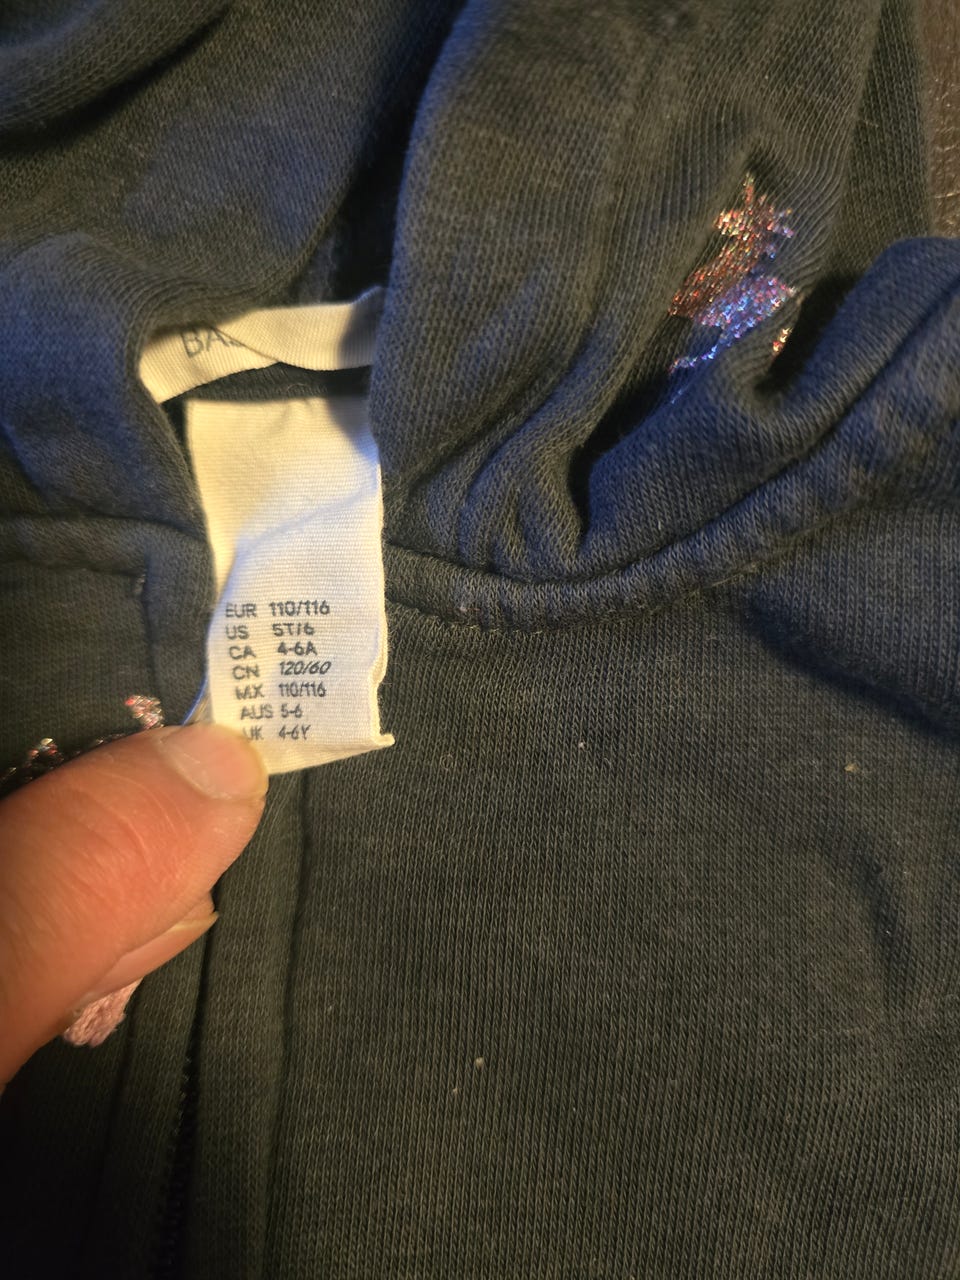 EUR 110/116
US 5T/6
CA 4-6A
CN 120/60
MX 110/116
AUS 5-6
UK 4-6Y